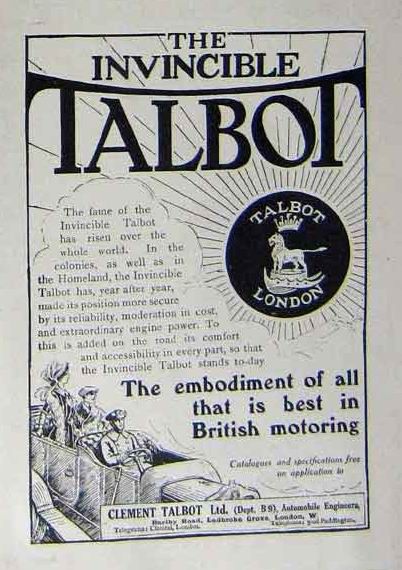 THE
INVINCIBLE
TALBOT
TALBOT
LONDON
The fame of the
Invincible Talbot
has risen over the
whole world. In the
colonies, as well as in
the Homeland, the Invincible
Talbot has, year after year,
made its position more secure
by its reliability, moderation in cost,
and extraordinary engine power. To
this is added on the road its comfort
and accessibility in every part, so that
the Invincible Talbot stands to-day
The embodiment of all
that is best in
British motoring
Catalogues and specifications free
on application to
CLEMENT TALBOT Ltd. (Dept. B9), Automobile Engineers,
Barlby Road, Ladbroke Grove, London, W.
Telegrams: London. Telephone: Paddington.